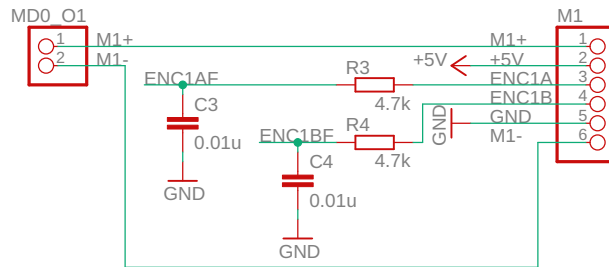 MD0_O1
M1
1
M1+
M1+
1
2
M1-
+5V
+5V
2
ENC1AF
R3
ENC1A
3
4.7k
C3
0.01u
ENC1B
4
ENC1BF
R4
GND
GND
5
4.7k
M1-
6
C4
0.01u
GND
GND